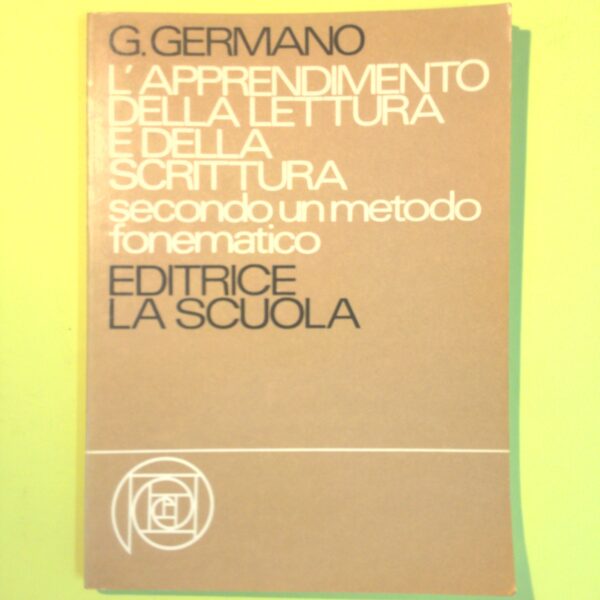 G. GERMANO
L'APPRENDIMENTO
DELLA LETTURA
E DELLA
SCRITTURA
secondo un metodo
fonematico
EDITRICE
LA SCUOLA